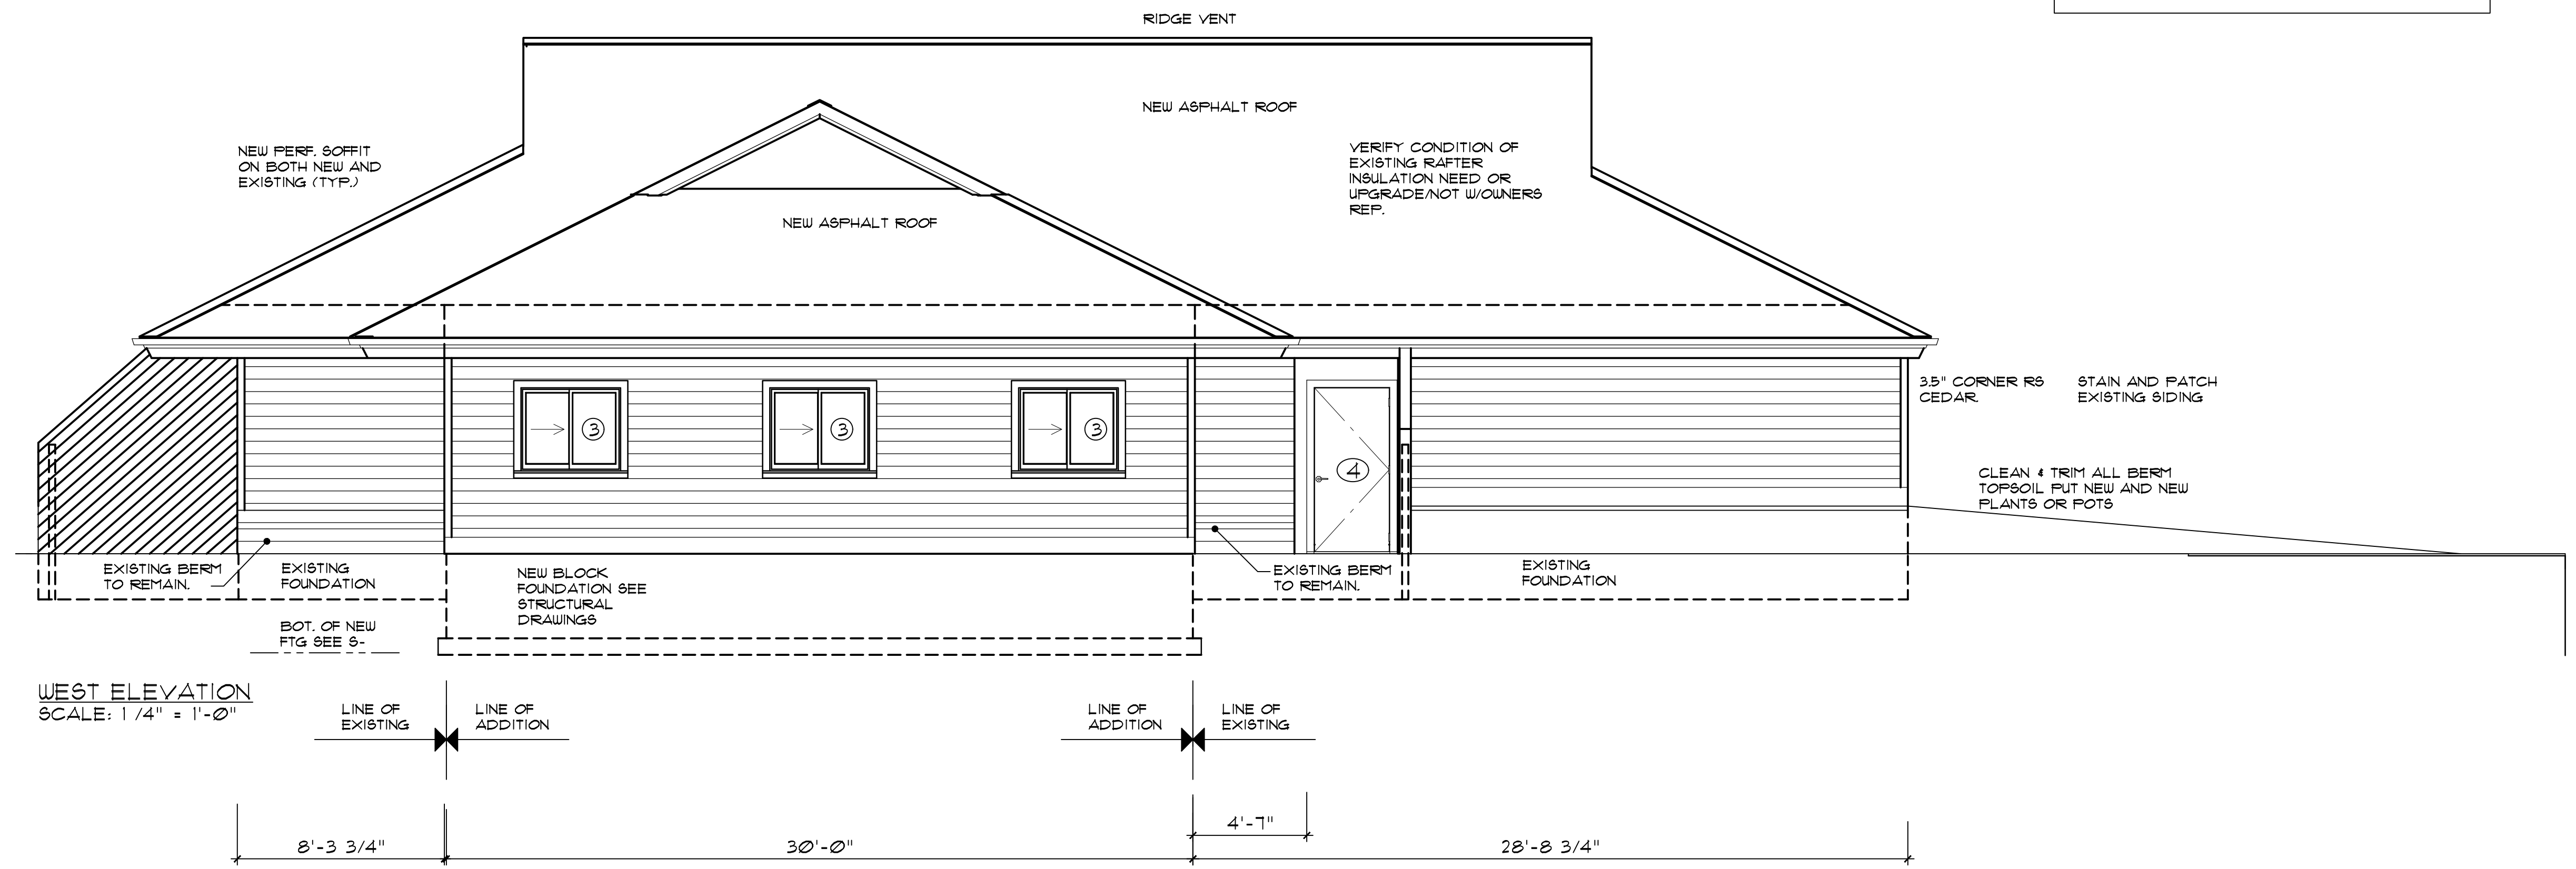 RIDGE VENT
NEW ASPHALT ROOF
NEW PERF. SOFFIT
ON BOTH NEW AND
EXISTING (TYP.)
VERIFY CONDITION OF
EXISTING RAFTER
INSULATION NEED OR
UPGRADE/NOT W/OWNERS
REP.
NEW ASPHALT ROOF
3.5" CORNER RS
CEDAR.
STAIN AND PATCH
EXISTING SIDING
3
3
3
4
CLEAN & TRIM ALL BERM
TOPSOIL PUT NEW AND NEW
PLANTS OR POTS
EXISTING BERM
TO REMAIN.
EXISTING
FOUNDATION
NEW BLOCK
FOUNDATION SEE
STRUCTURAL
DRAWINGS
EXISTING BERM
TO REMAIN.
EXISTING
FOUNDATION
BOT. OF NEW
FTG SEE S-
WEST ELEVATION
SCALE: 1/4" = 1'-0"
LINE OF
EXISTING
LINE OF
ADDITION
LINE OF
ADDITION
LINE OF
EXISTING
4'-7"
8'-3 3/4"
30'-0"
28'-8 3/4"